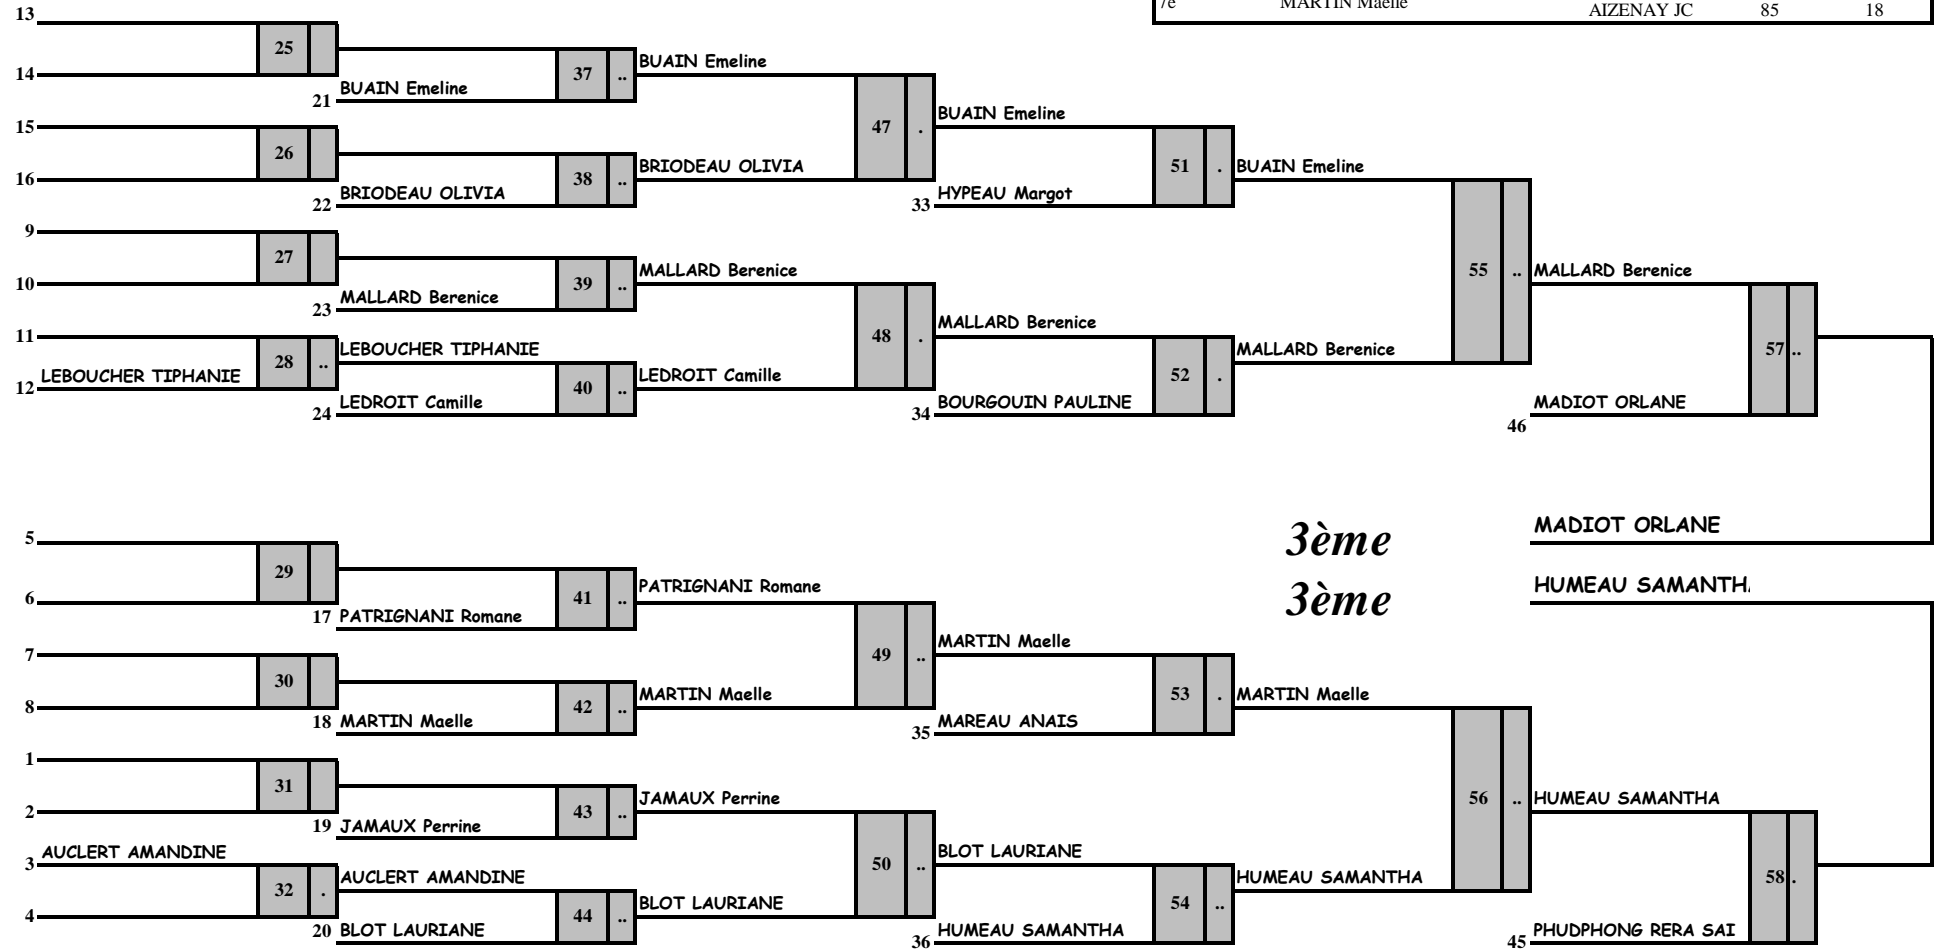 7e MARTIN Maelle AIZENAY JC 85 18
13
25
14
BUAIN Emeline
21
37 ..
BUAIN Emeline
15
26
16
BRIODEAU OLIVIA
22
38 ..
BRIODEAU OLIVIA
47 .
BUAIN Emeline
HYPEAU Margot
33
51 .
BUAIN Emeline
9
27
10
MALLARD Berenice
23
39 ..
MALLARD Berenice
11
LEBOUCHER TIPHANIE
12
28 ..
LEBOUCHER TIPHANIE
LEDROIT Camille
24
40 ..
LEDROIT Camille
48 .
MALLARD Berenice
BOURGOUIN PAULINE
34
52 .
MALLARD Berenice
55 ..
MALLARD Berenice
MADIOT ORLANE
46
57 ..
3ème MADIOT ORLANE
3ème HUMEAU SAMANTH
5
29
6
17 PATRIGNANI Romane
41 ..
PATRIGNANI Romane
7
30
8
18 MARTIN Maelle
42 ..
MARTIN Maelle
49 ..
MARTIN Maelle
MAREAU ANAIS
35
53 .
MARTIN Maelle
1
31
2
19 JAMAUX Perrine
43 ..
JAMAUX Perrine
AUCLERT AMANDINE
3
32 .
4
AUCLERT AMANDINE
20 BLOT LAURIANE
44 ..
BLOT LAURIANE
50 ..
BLOT LAURIANE
HUMEAU SAMANTHA
36
54 ..
HUMEAU SAMANTHA
56 ..
HUMEAU SAMANTHA
45 PHUDPHONG RERA SAI
58 .